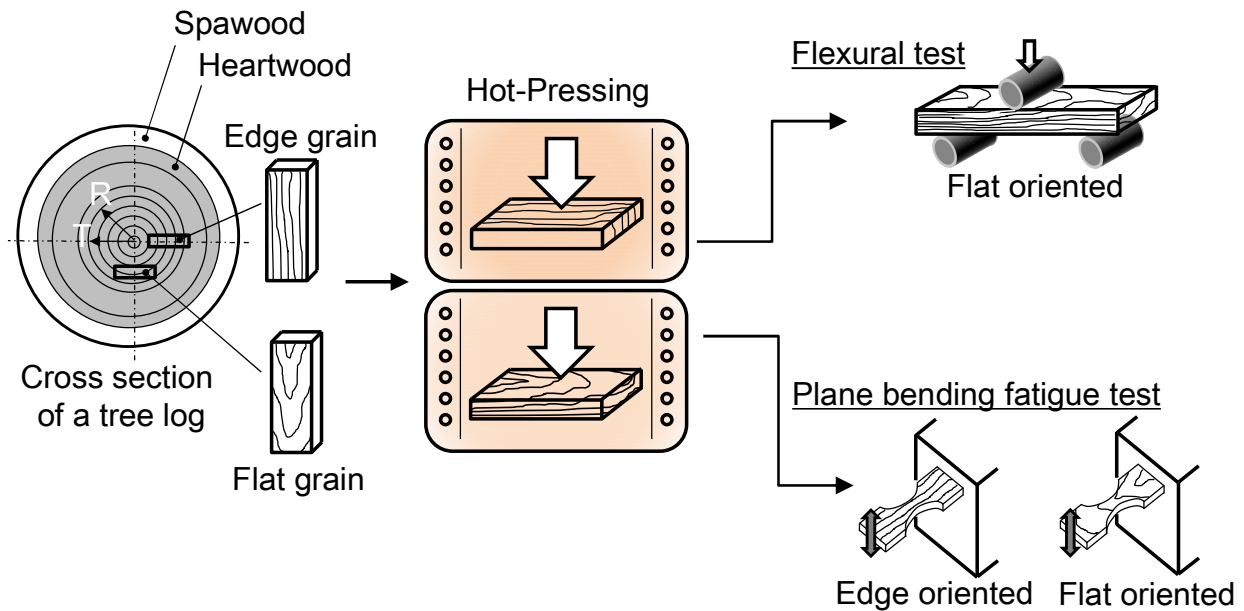 Spawood
Heartwood
Edge grain
R
T
Cross section
of a tree log
Flat grain
Hot-Pressing
Flexural test
Flat oriented
Plane bending fatigue test
Edge oriented
Flat oriented